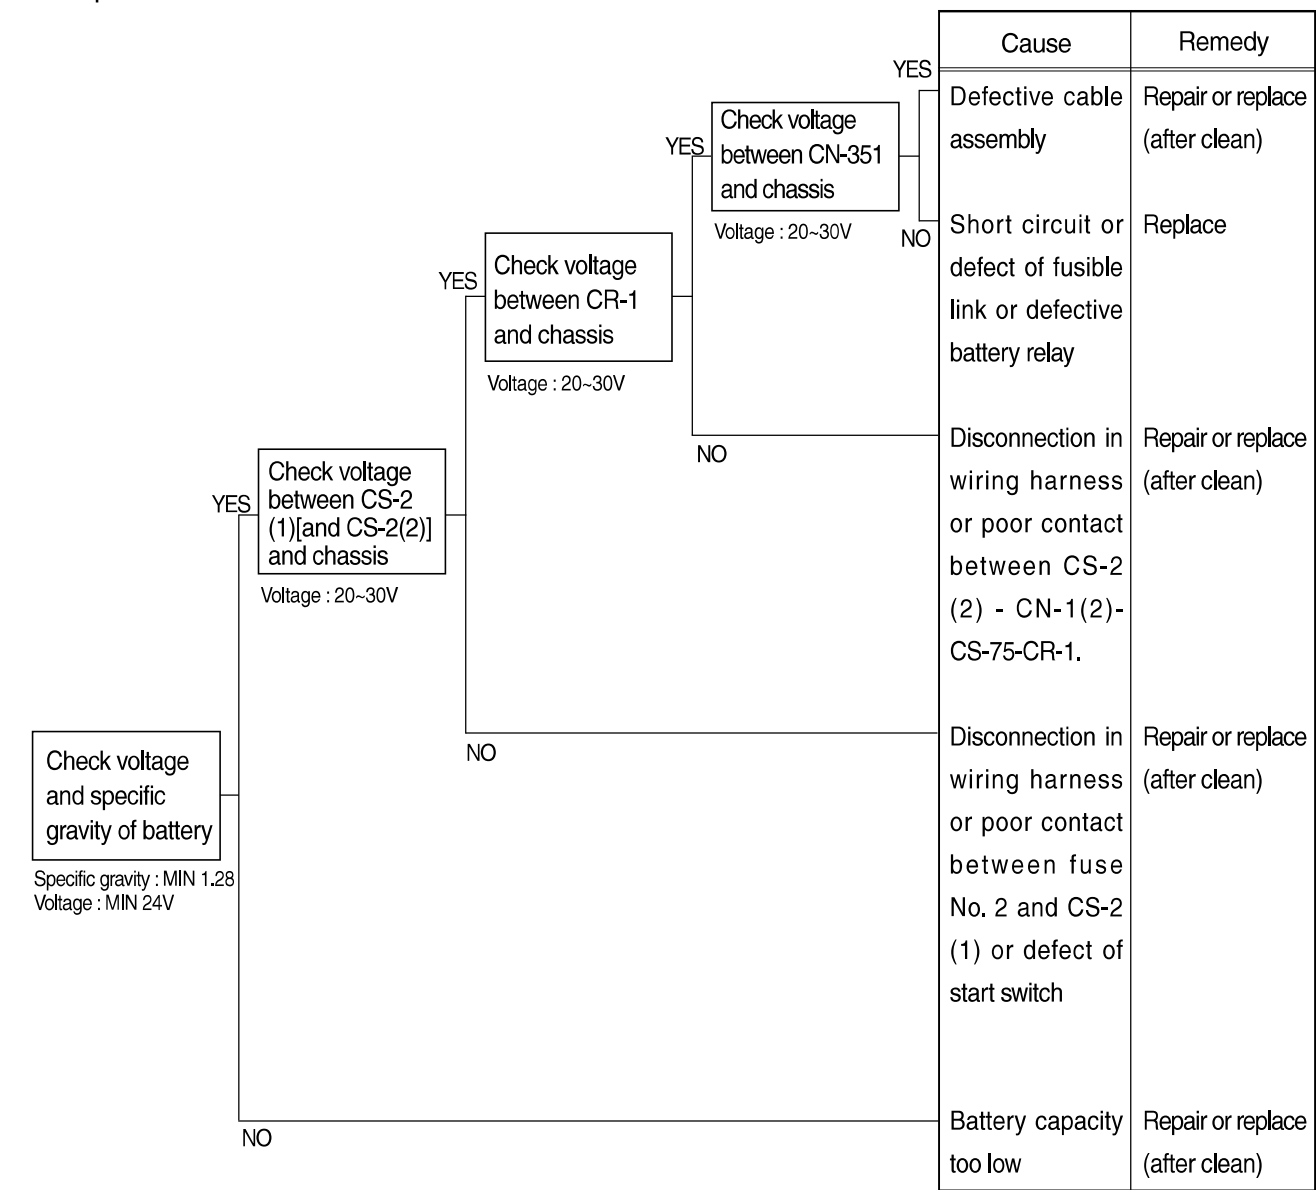 Cause
Remedy
YES
Defective cable
assembly
Repair or replace
(after clean)
YES
Check voltage
between CN-351
and chassis
Voltage : 20~30V
NO
Short circuit or
defect of fusible
link or defective
battery relay
Replace
YES
Check voltage
between CR-1
and chassis
Voltage : 20~30V
NO
Disconnection in
wiring harness
or poor contact
between CS-2
(2) - CN-1(2)-
CS-75-CR-1.
Repair or replace
(after clean)
YES
Check voltage
between CS-2
(1)[and CS-2(2)]
and chassis
Voltage : 20~30V
NO
Disconnection in
wiring harness
or poor contact
between fuse
No. 2 and CS-2
(1) or defect of
start switch
Repair or replace
(after clean)
Check voltage
and specific
gravity of battery
Specific gravity : MIN 1.28
Voltage : MIN 24V
NO
Battery capacity
too low
Repair or replace
(after clean)